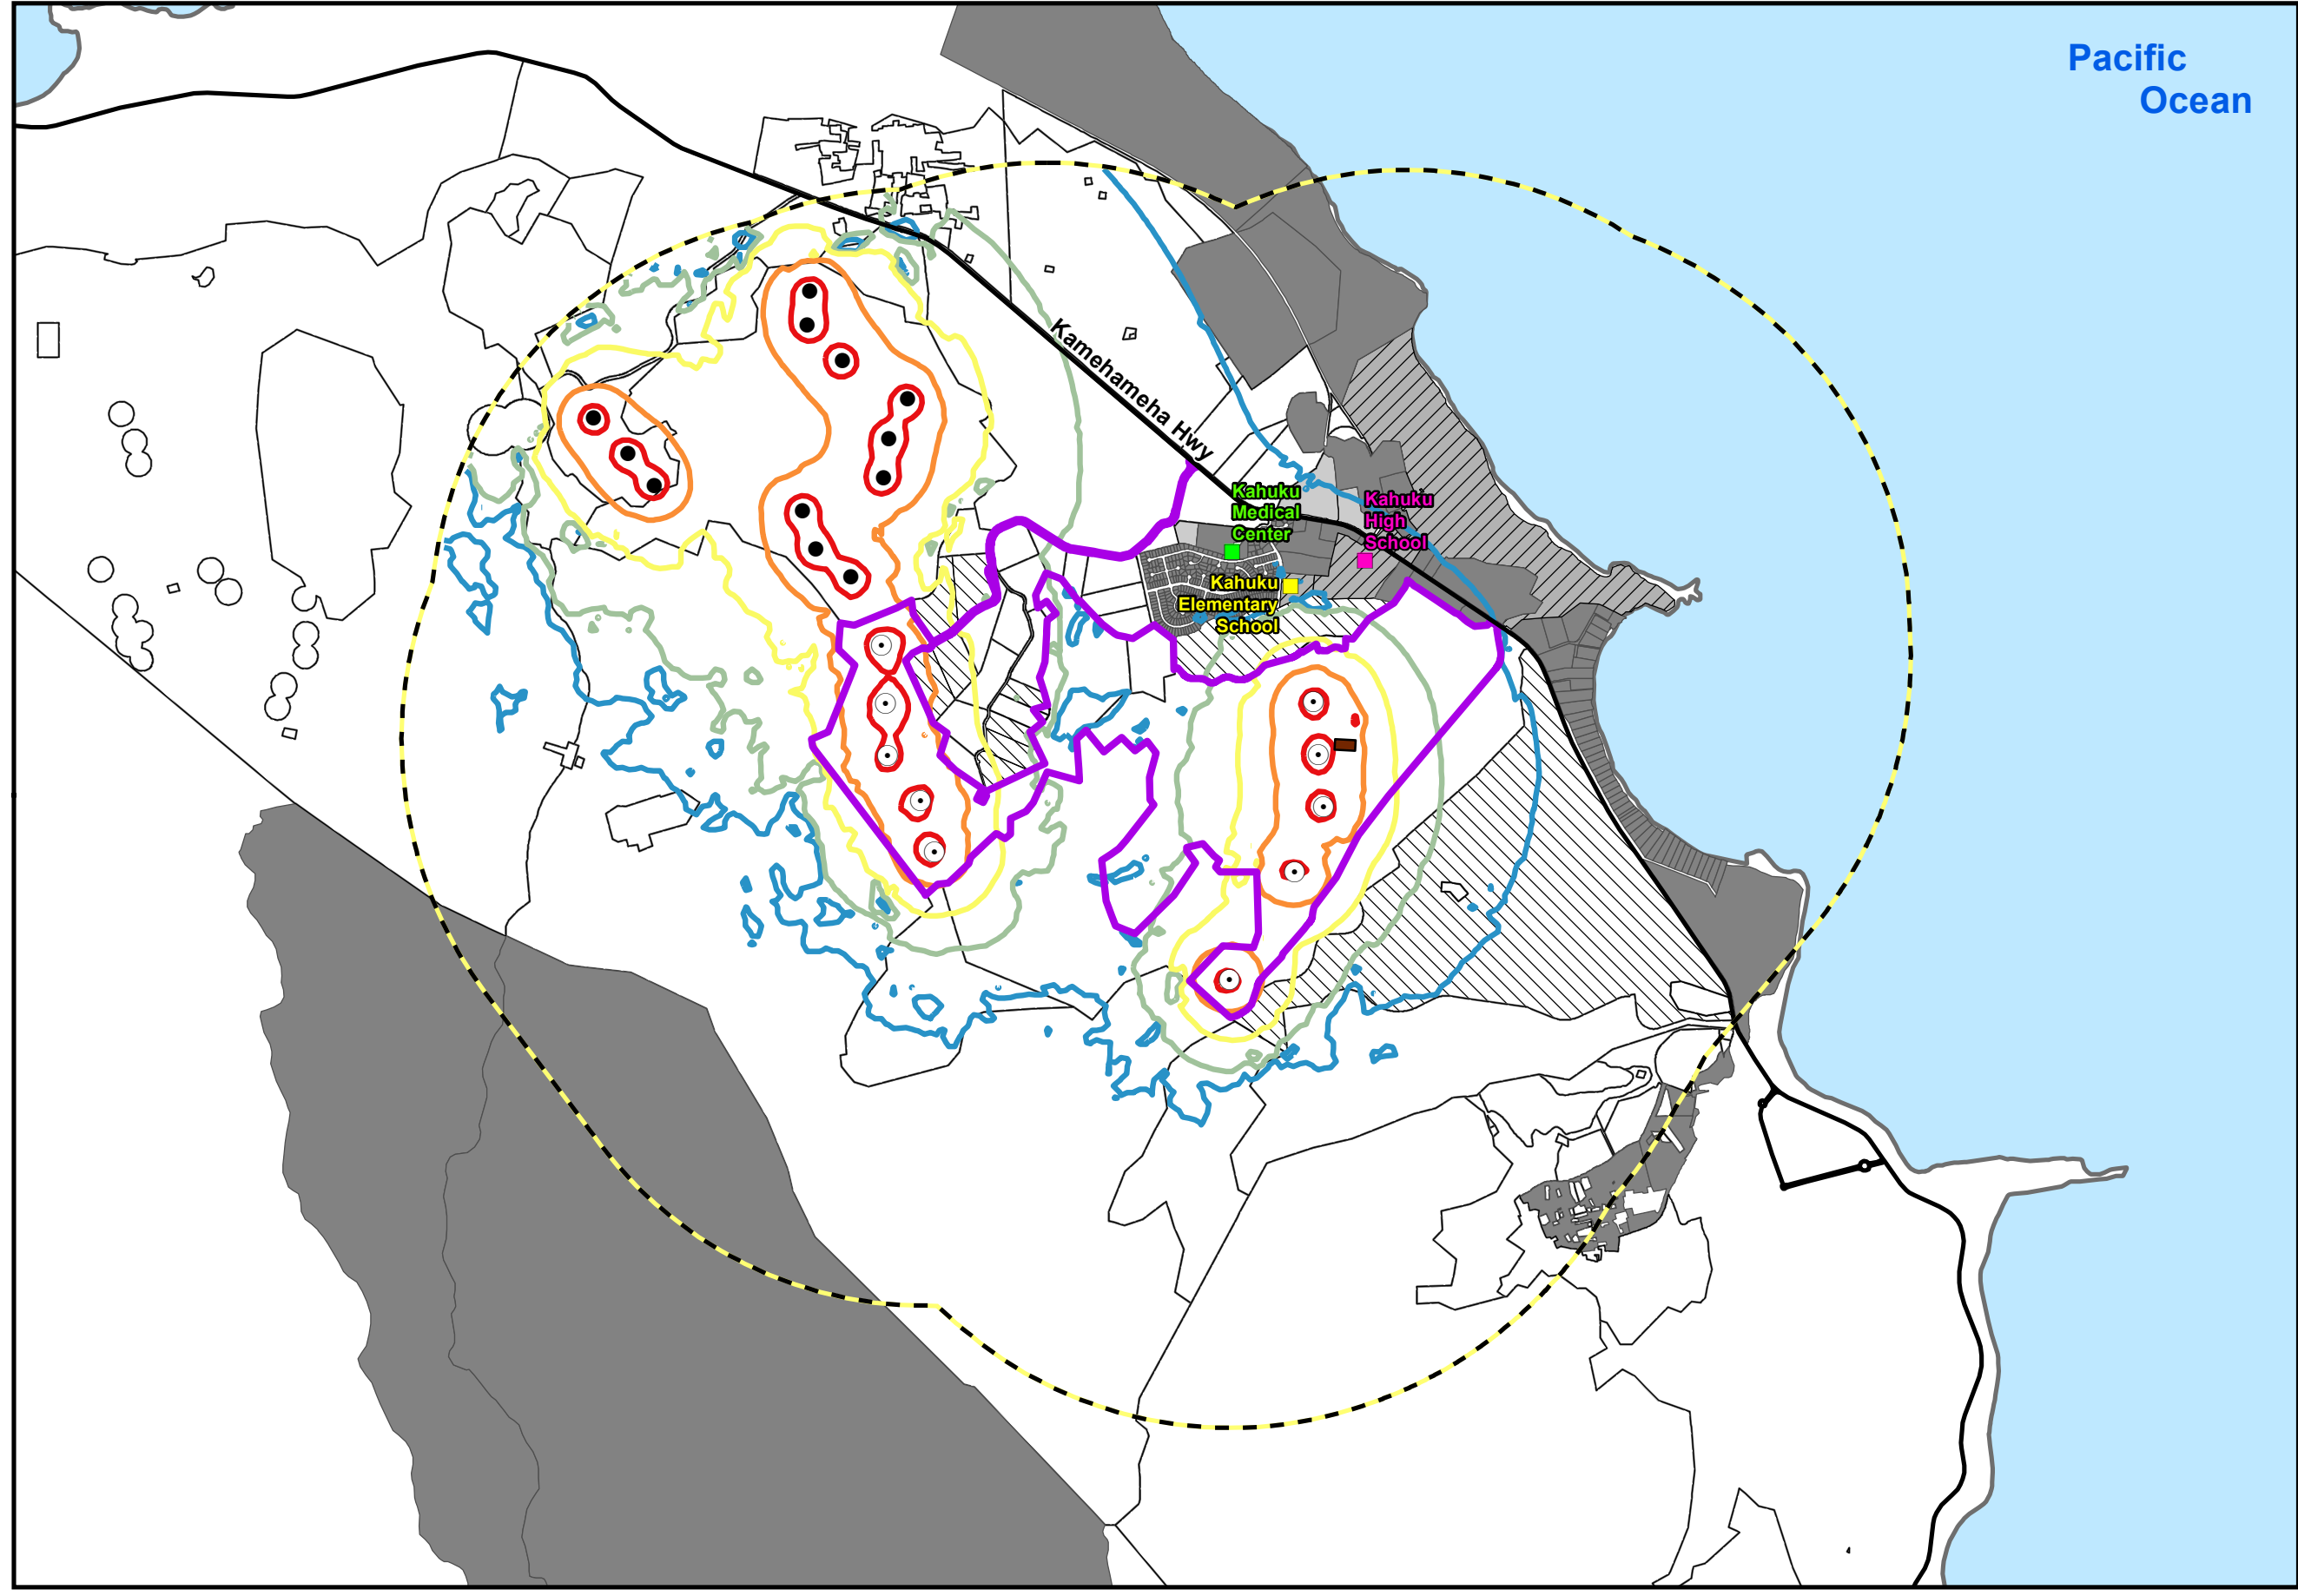 Pacific
Ocean
Kamehameha Hwy
Kahuku
Medical
Center
Kahuku
High
School
Kahuku
Elementary
School